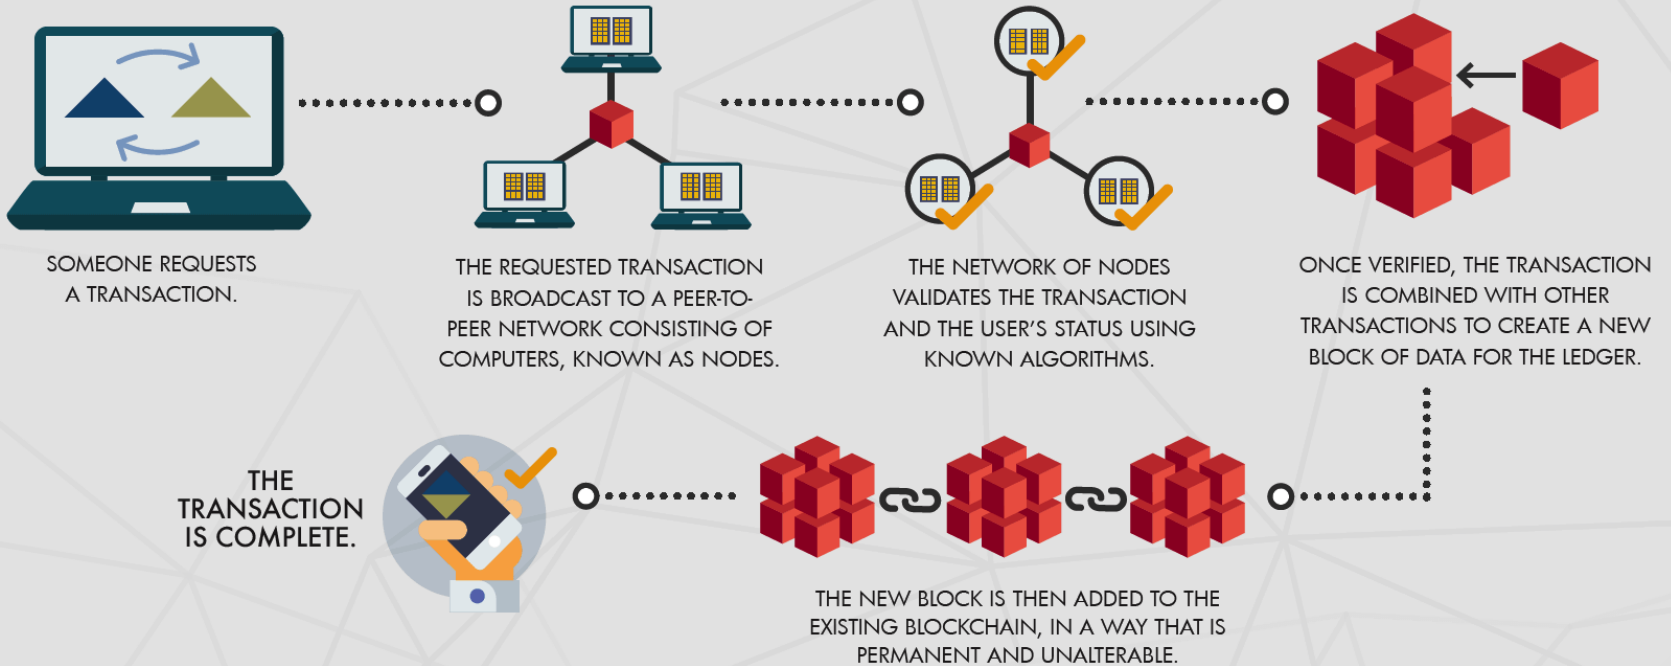 SOMEONE REQUESTS
A TRANSACTION.
THE REQUESTED TRANSACTION
IS BROADCAST TO A PEER-TO-
PEER NETWORK CONSISTING OF
COMPUTERS, KNOWN AS NODES.
THE NETWORK OF NODES
VALIDATES THE TRANSACTION
AND THE USER'S STATUS USING
KNOWN ALGORITHMS.
ONCE VERIFIED, THE TRANSACTION
IS COMBINED WITH OTHER
TRANSACTIONS TO CREATE A NEW
BLOCK OF DATA FOR THE LEDGER.
THE NEW BLOCK IS THEN ADDED TO THE
EXISTING BLOCKCHAIN, IN A WAY THAT IS
PERMANENT AND UNALTERABLE.
THE
TRANSACTION
IS COMPLETE.